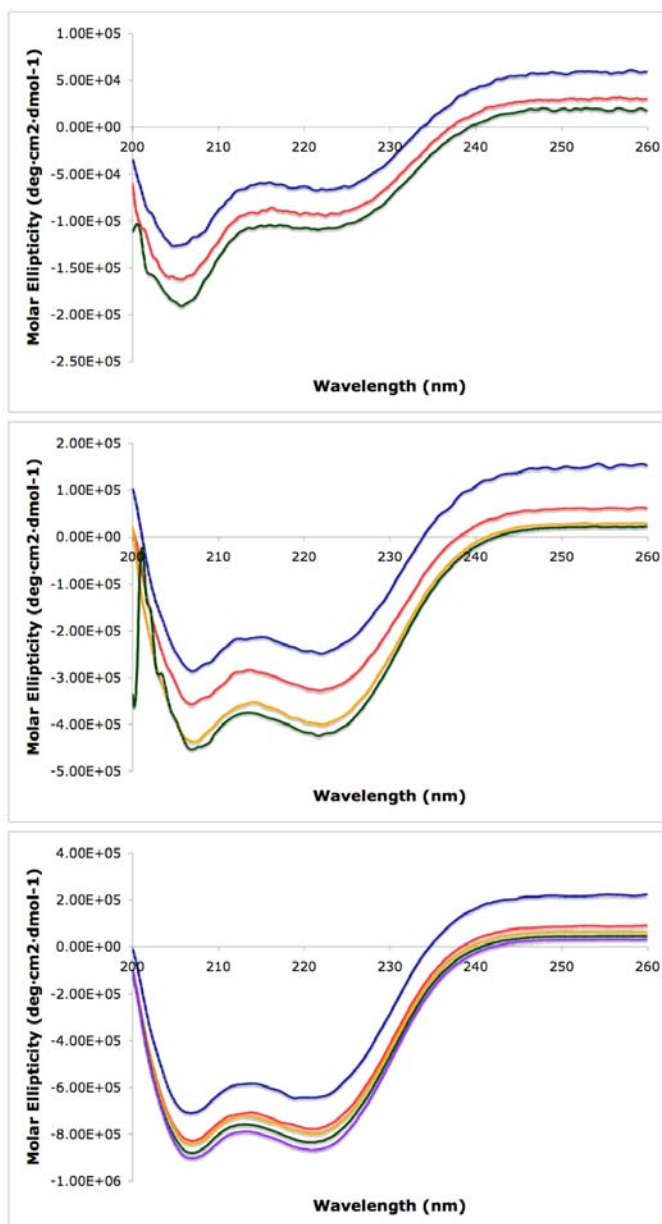 1.00E+05
5.00E+04
0.00E+00
200 210 220 230 240 250 260
-5.00E+04
-1.00E+05
-1.50E+05
-2.00E+05
-2.50E+05
Molar Ellipticity (deg·cm2·dmol-1)
Wavelength (nm)
2.00E+05
1.00E+05
0.00E+00
200 210 220 230 240 250 260
-1.00E+05
-2.00E+05
-3.00E+05
-4.00E+05
-5.00E+05
Molar Ellipticity (deg·cm2·dmol-1)
Wavelength (nm)
4.00E+05
2.00E+05
0.00E+00
200 210 220 230 240 250 260
-2.00E+05
-4.00E+05
-6.00E+05
-8.00E+05
-1.00E+06
Molar Ellipticity (deg·cm2·dmol-1)
Wavelength (nm)